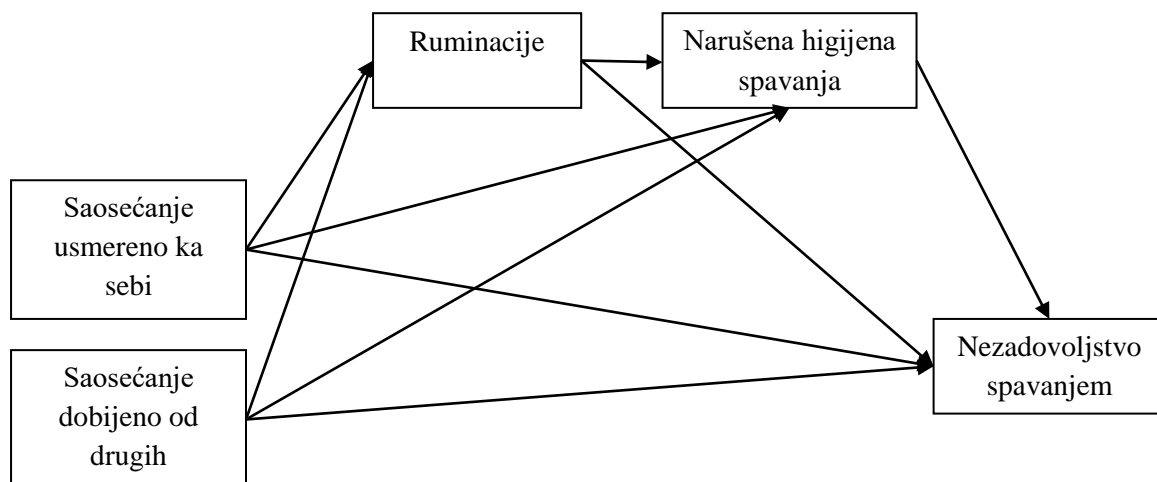 Ruminacije
Narušena higijena
spavanja
Saosećanje
usmereno ka
sebi
Saosećanje
dobijeno od
drugih
Nezadovoljstvo
spavanjem